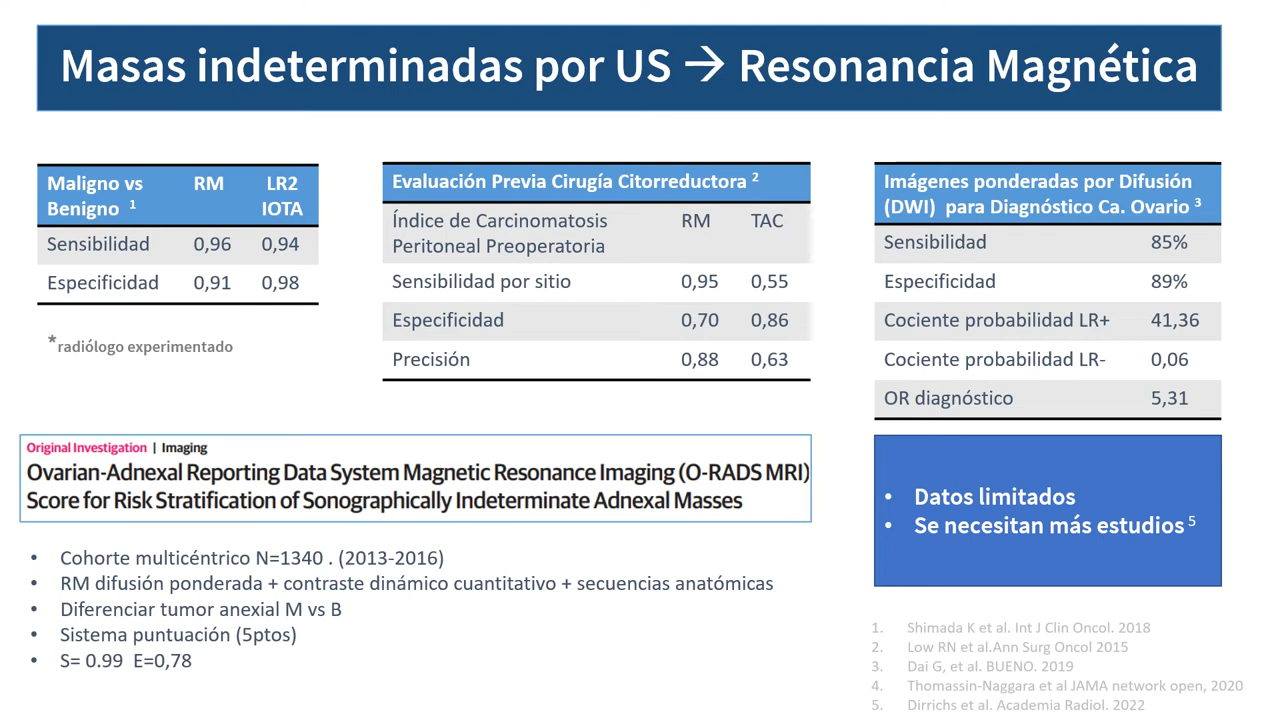 Masas indeterminadas por US → Resonancia Magnética
Maligno vs Benigno 1 RM LR2 IOTA
Sensibilidad 0,96 0,94
Especificidad 0,91 0,98
*radiólogo experimentado
Evaluación Previa Cirugía Citorreductora 2
Índice de Carcinomatosis Peritoneal Preoperatoria RM TAC
Sensibilidad por sitio 0,95 0,55
Especificidad 0,70 0,86
Precisión 0,88 0,63
Imágenes ponderadas por Difusión
(DWI) para Diagnóstico Ca. Ovario 3
Sensibilidad 85%
Especificidad 89%
Cociente probabilidad LR+ 41,36
Cociente probabilidad LR- 0,06
OR diagnóstico 5,31
Original Investigation | Imaging
Ovarian-Adnexal Reporting Data System Magnetic Resonance Imaging (O-RADS MRI)
Score for Risk Stratification of Sonographically Indeterminate Adnexal Masses
• Cohorte multicéntrico N=1340 . (2013-2016)
• RM difusión ponderada + contraste dinámico cuantitativo + secuencias anatómicas
• Diferenciar tumor anexial M vs B
• Sistema puntuación (5ptos)
• S= 0.99 E=0,78
• Datos limitados
• Se necesitan más estudios 5
1. Shimada K et al. Int J Clin Oncol. 2018
2. Low RN et al.Ann Surg Oncol 2015
3. Dai G, et al. BUENO. 2019
4. Thomassin-Naggara et al JAMA network open, 2020
5. Dirrichs et al. Academia Radiol. 2022